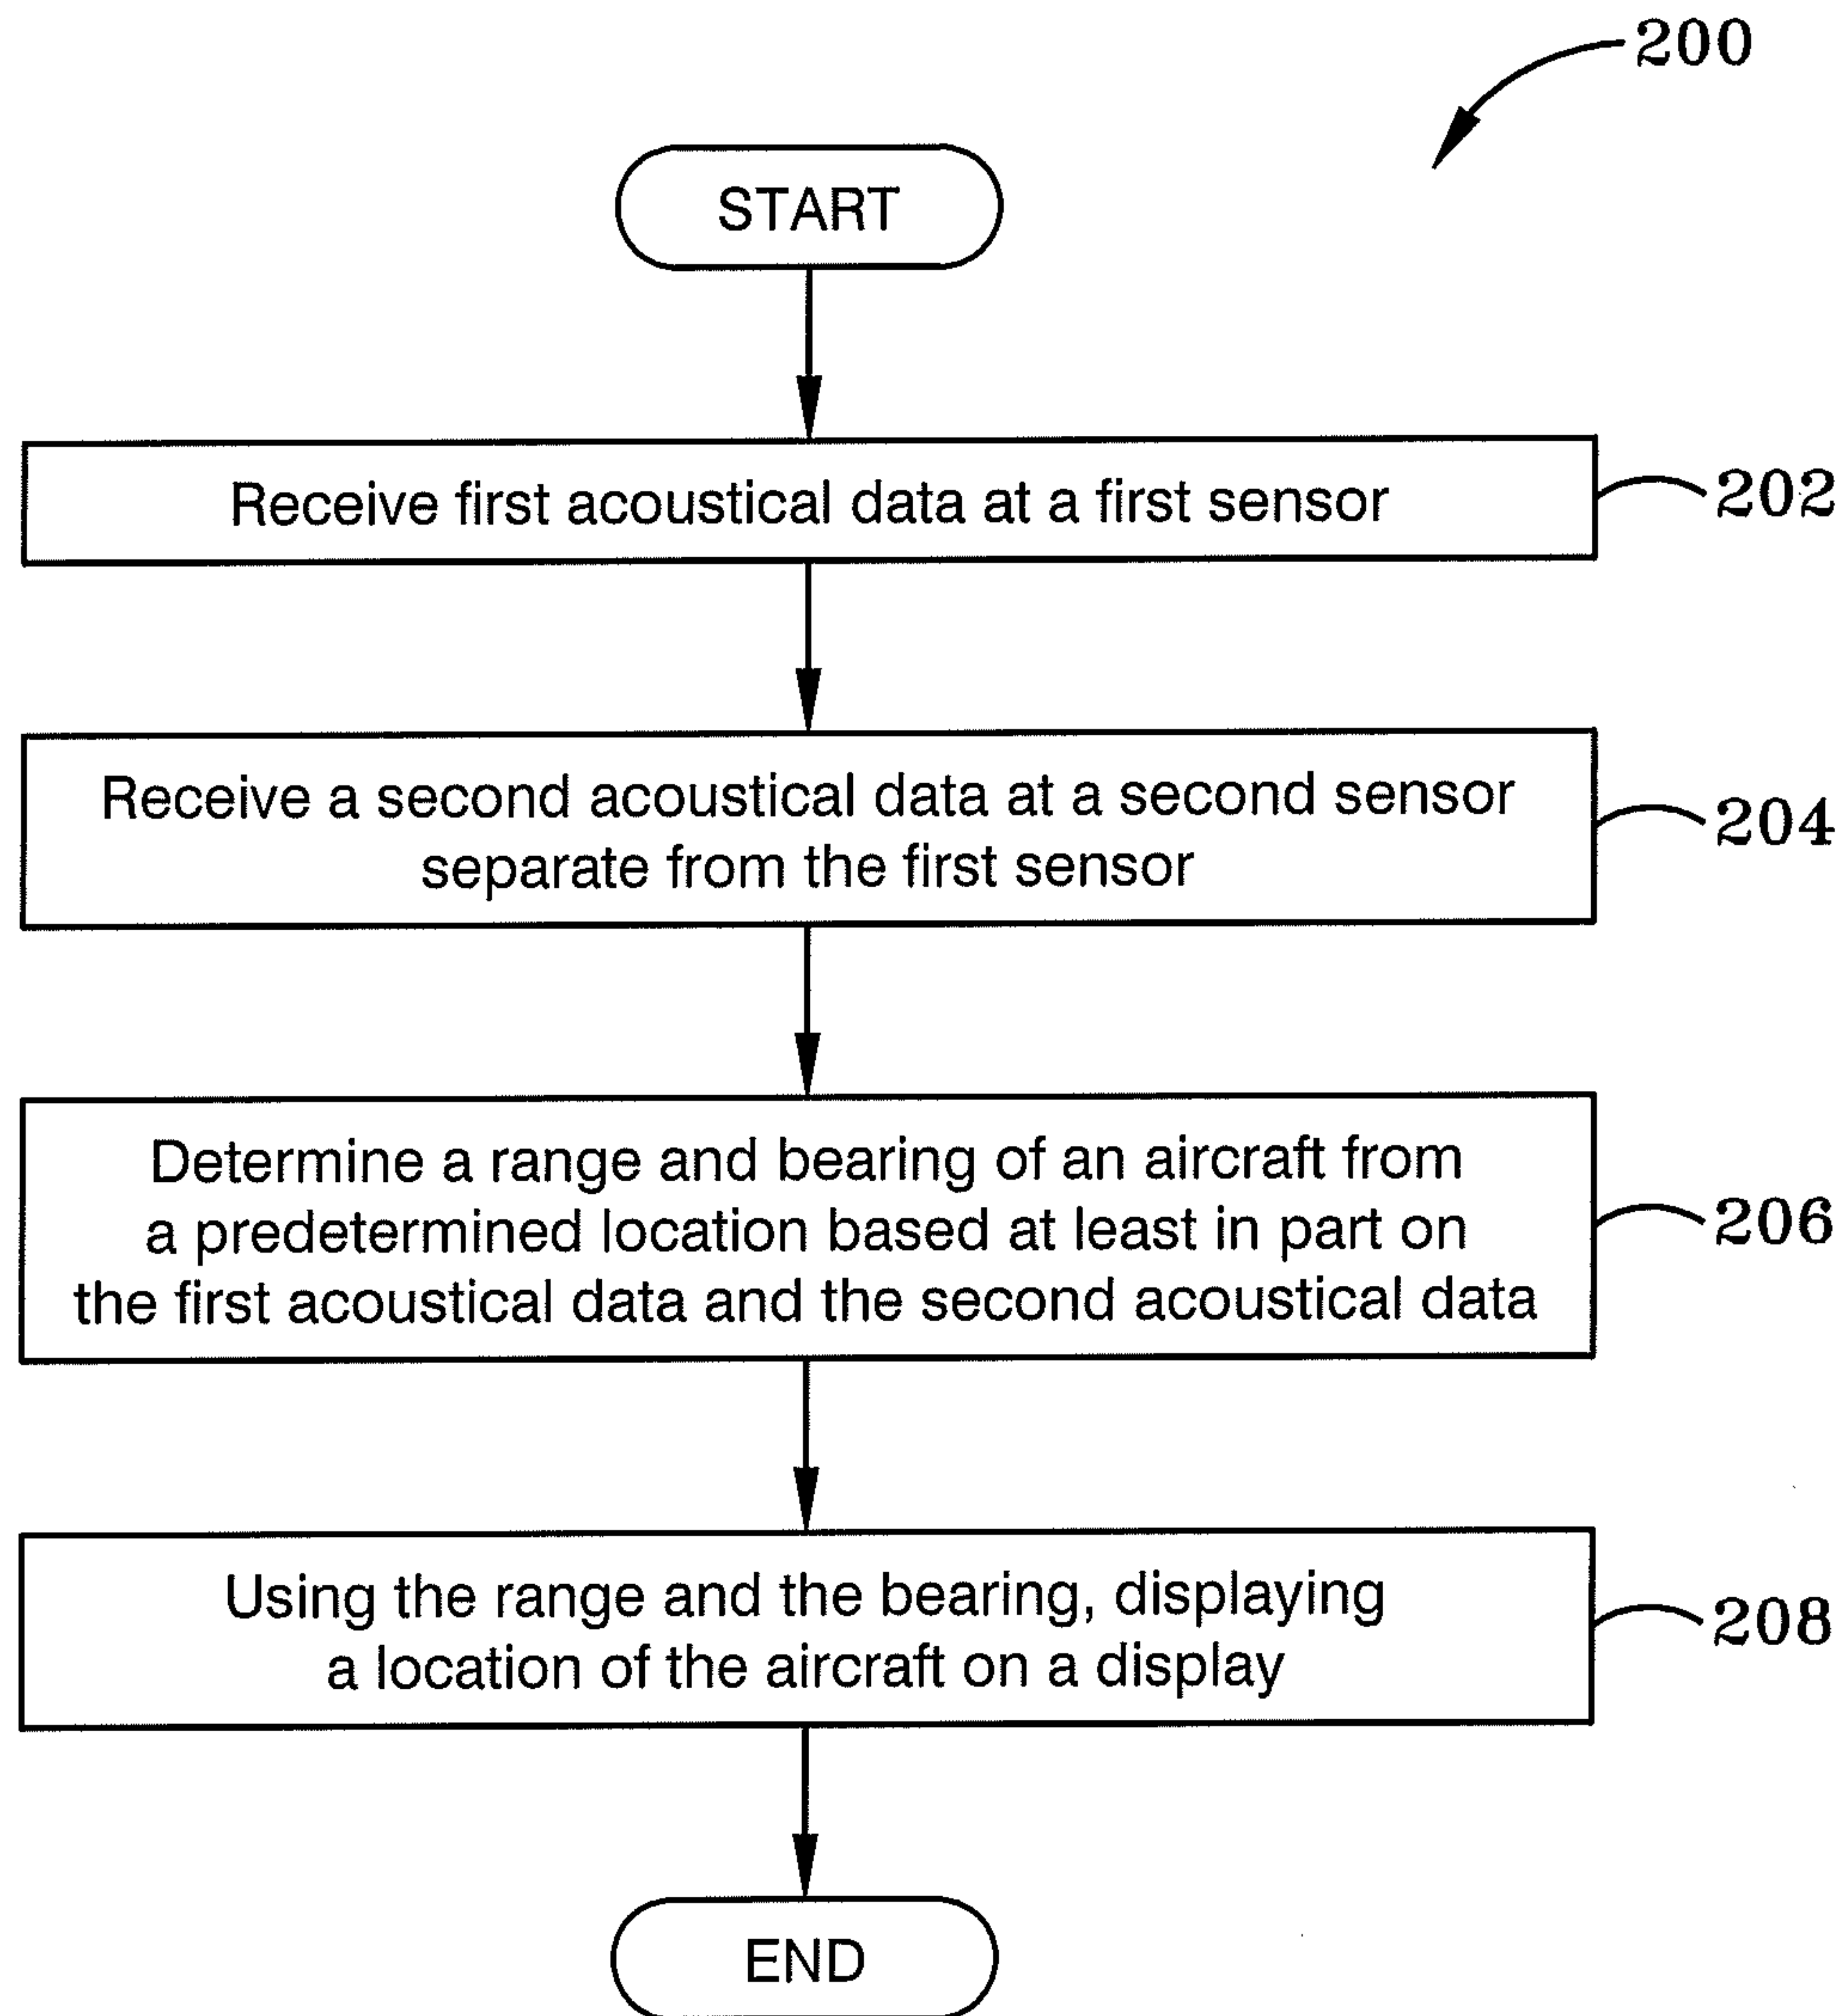 200
START
Receive first acoustical data at a first sensor
202
Receive a second acoustical data at a second sensor
separate from the first sensor
204
Determine a range and bearing of an aircraft from
a predetermined location based at least in part on
the first acoustical data and the second acoustical data
206
Using the range and the bearing, displaying
a location of the aircraft on a display
208
END